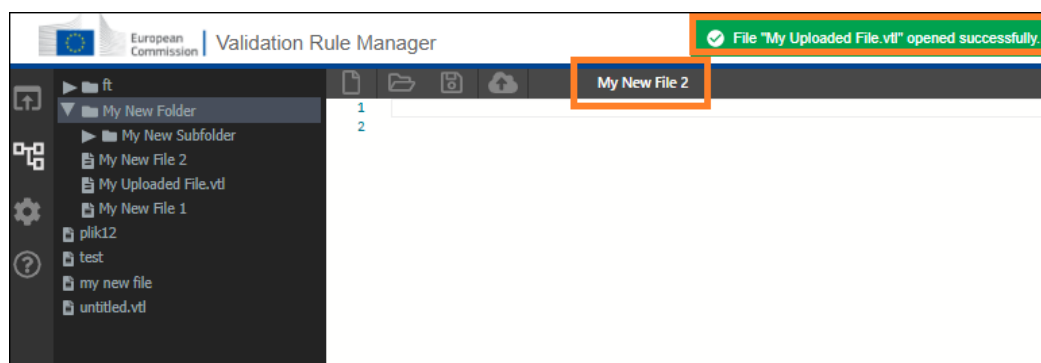 European
Commission
Validation Rule Manager
File "My Uploaded File.vtl" opened successfully.
My New File 2
ft
My New Folder
My New Subfolder
My New File 2
My Uploaded File.vtl
My New File 1
plik12
test
my new file
untitled.vtl
1
2